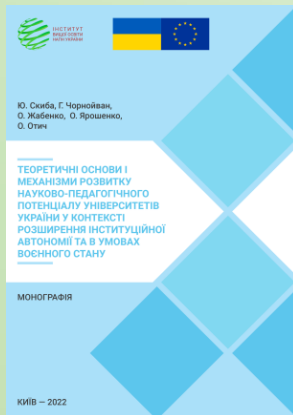 ІНСТИТУТ
ВИЩОЇ ОСВІТИ
НАПН УКРАЇНИ
Ю. Скиба, Г. Чорнойван,
О. Жабенко, О. Ярошенко,
О. Отич
ТЕОРЕТИЧНІ ОСНОВИ І
МЕХАНІЗМИ РОЗВИТКУ
НАУКОВО-ПЕДАГОГІЧНОГО
ПОТЕНЦІАЛУ УНІВЕРСИТЕТІВ
УКРАЇНИ У КОНТЕКСТІ
РОЗШИРЕННЯ ІНСТИТУЦІЙНОЇ
АВТОНОМІЇ ТА В УМОВАХ
ВОЄННОГО СТАНУ
МОНОГРАФІЯ
КИЇВ – 2022